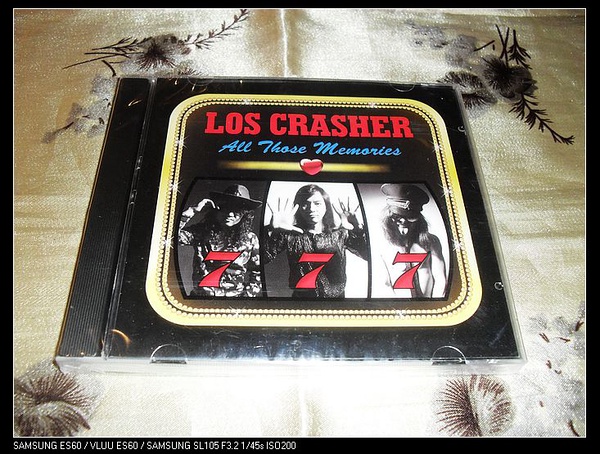 LOS CRASHER
All Those Memories
7 7 7
SAMSUNG ES60 / VLUU ES60 / SAMSUNG SL105 F3.2 1/45s ISO200